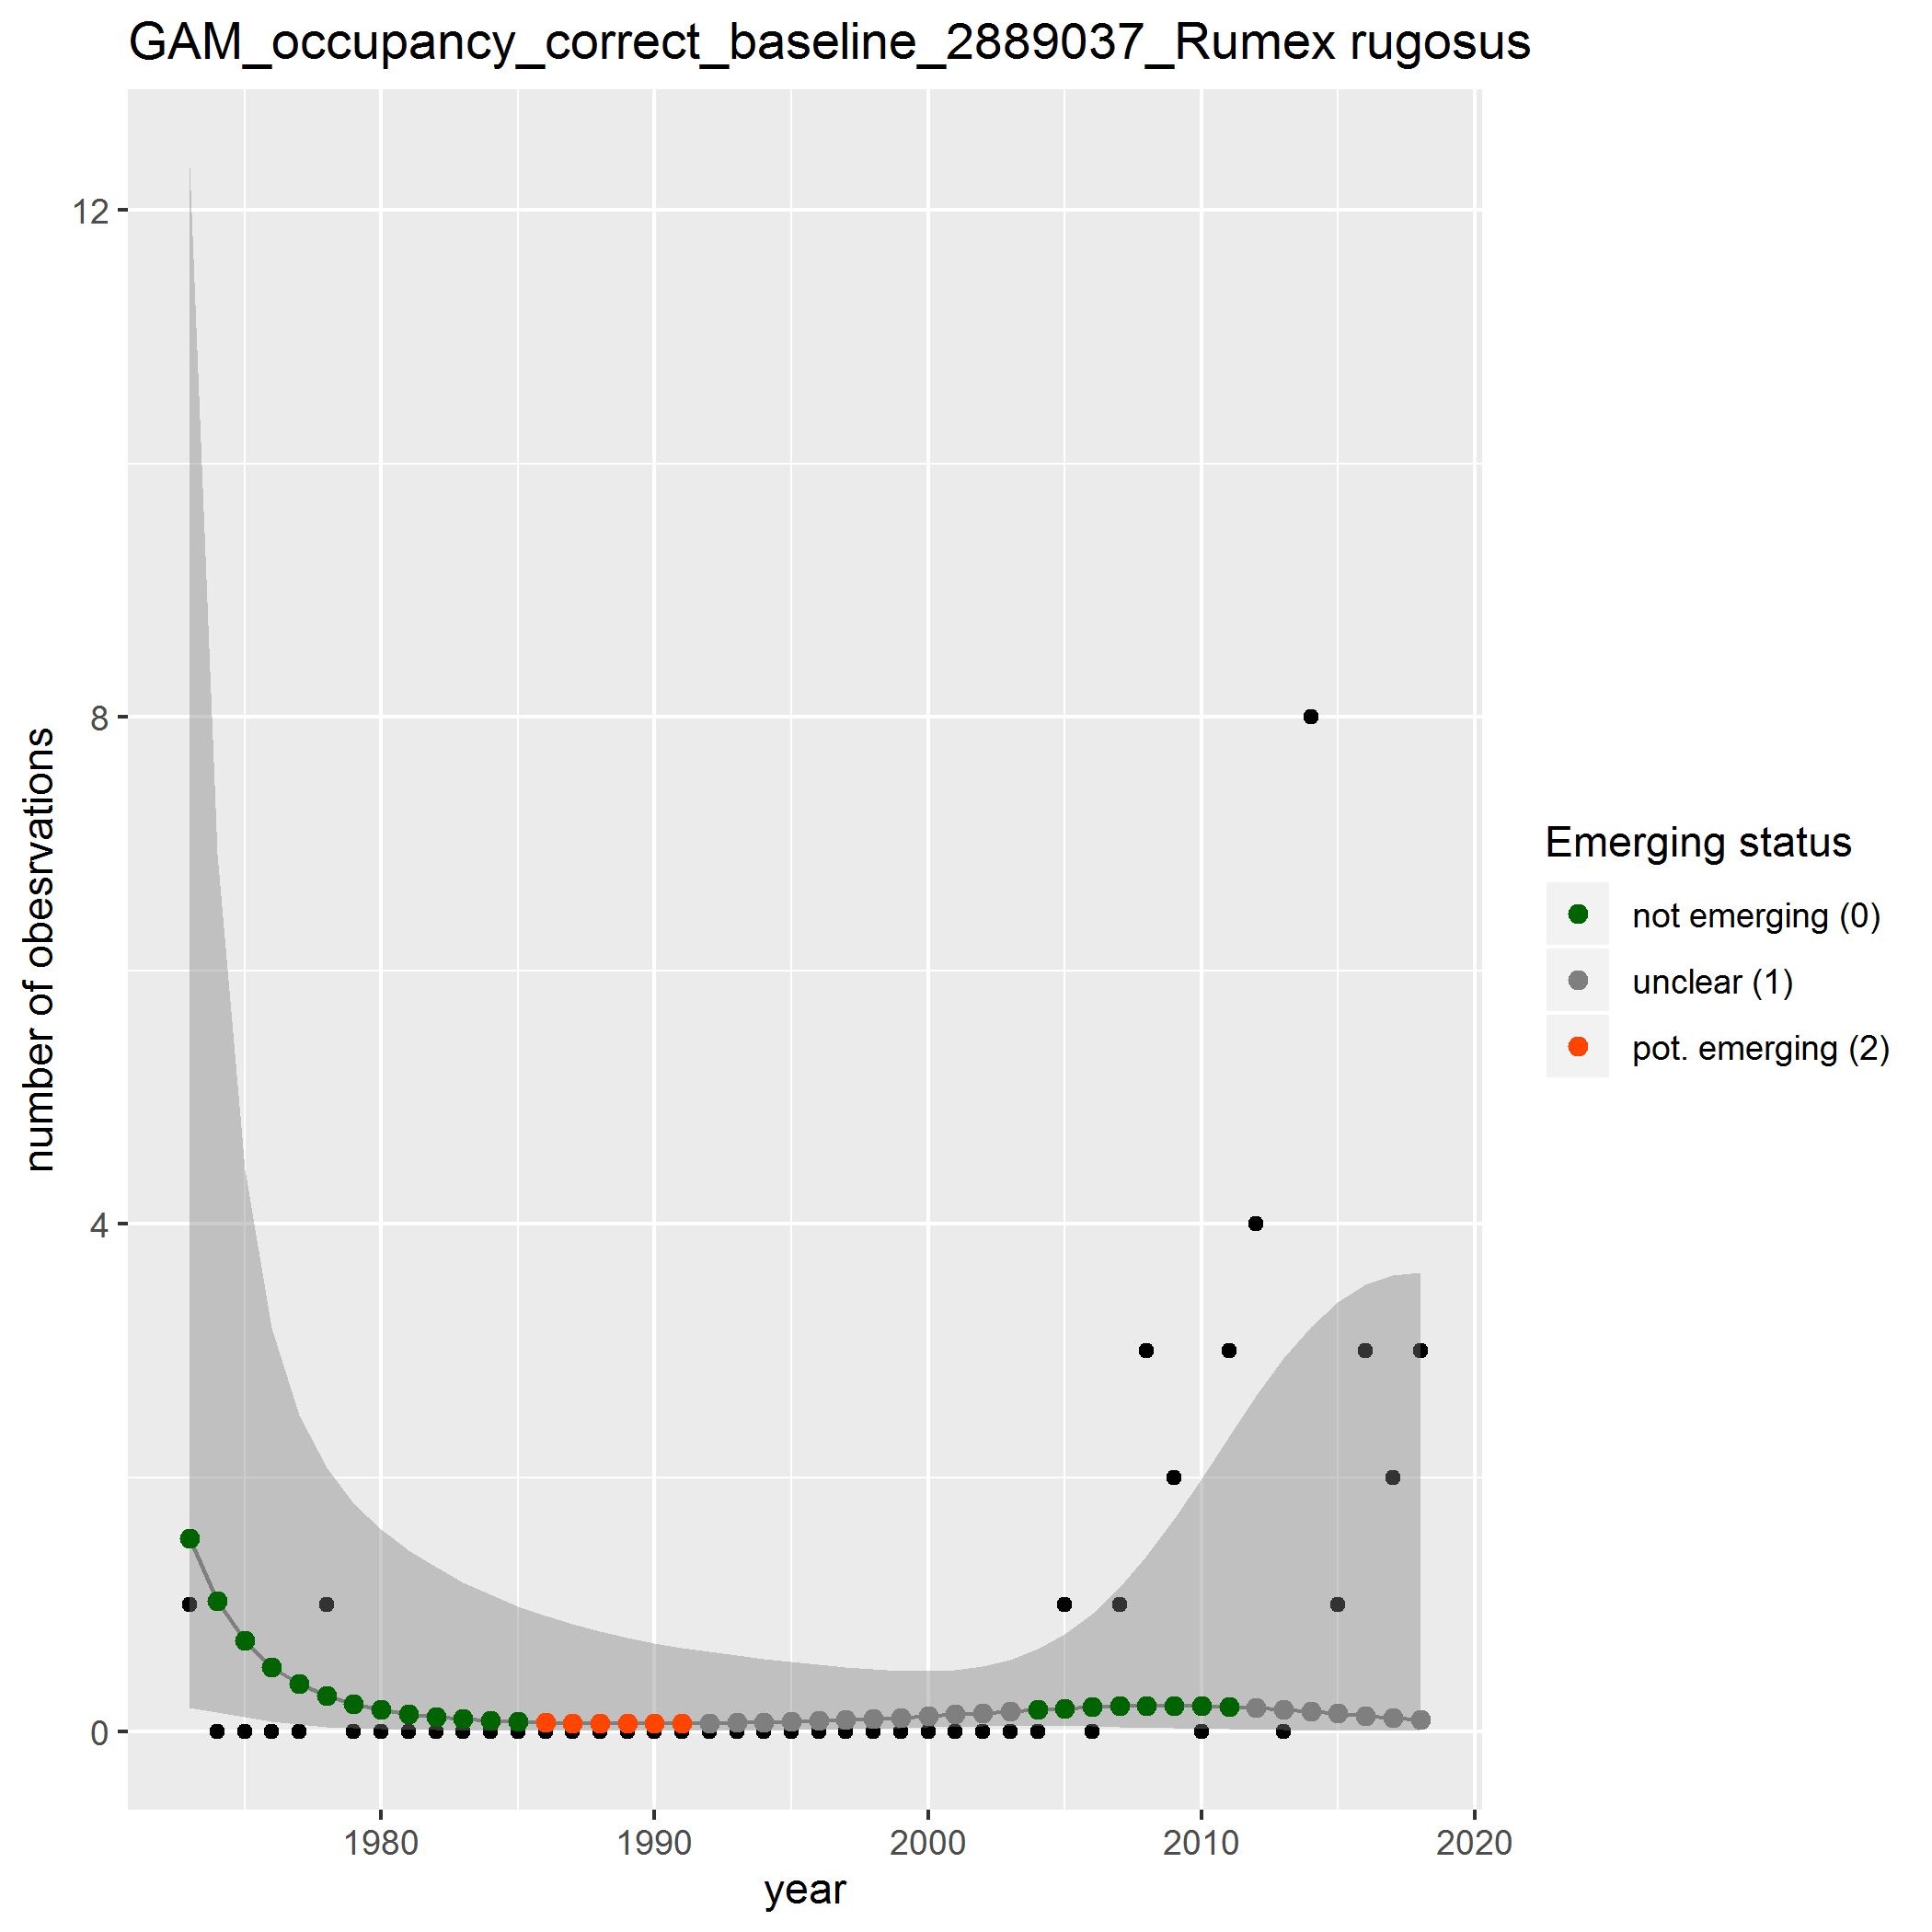 GAM_occupancy_correct_baseline_2889037_Rumex rugosus
12
8
4
0
number of obesrvations
1980
1990
2000
2010
2020
year
Emerging status
not emerging (0)
unclear (1)
pot. emerging (2)